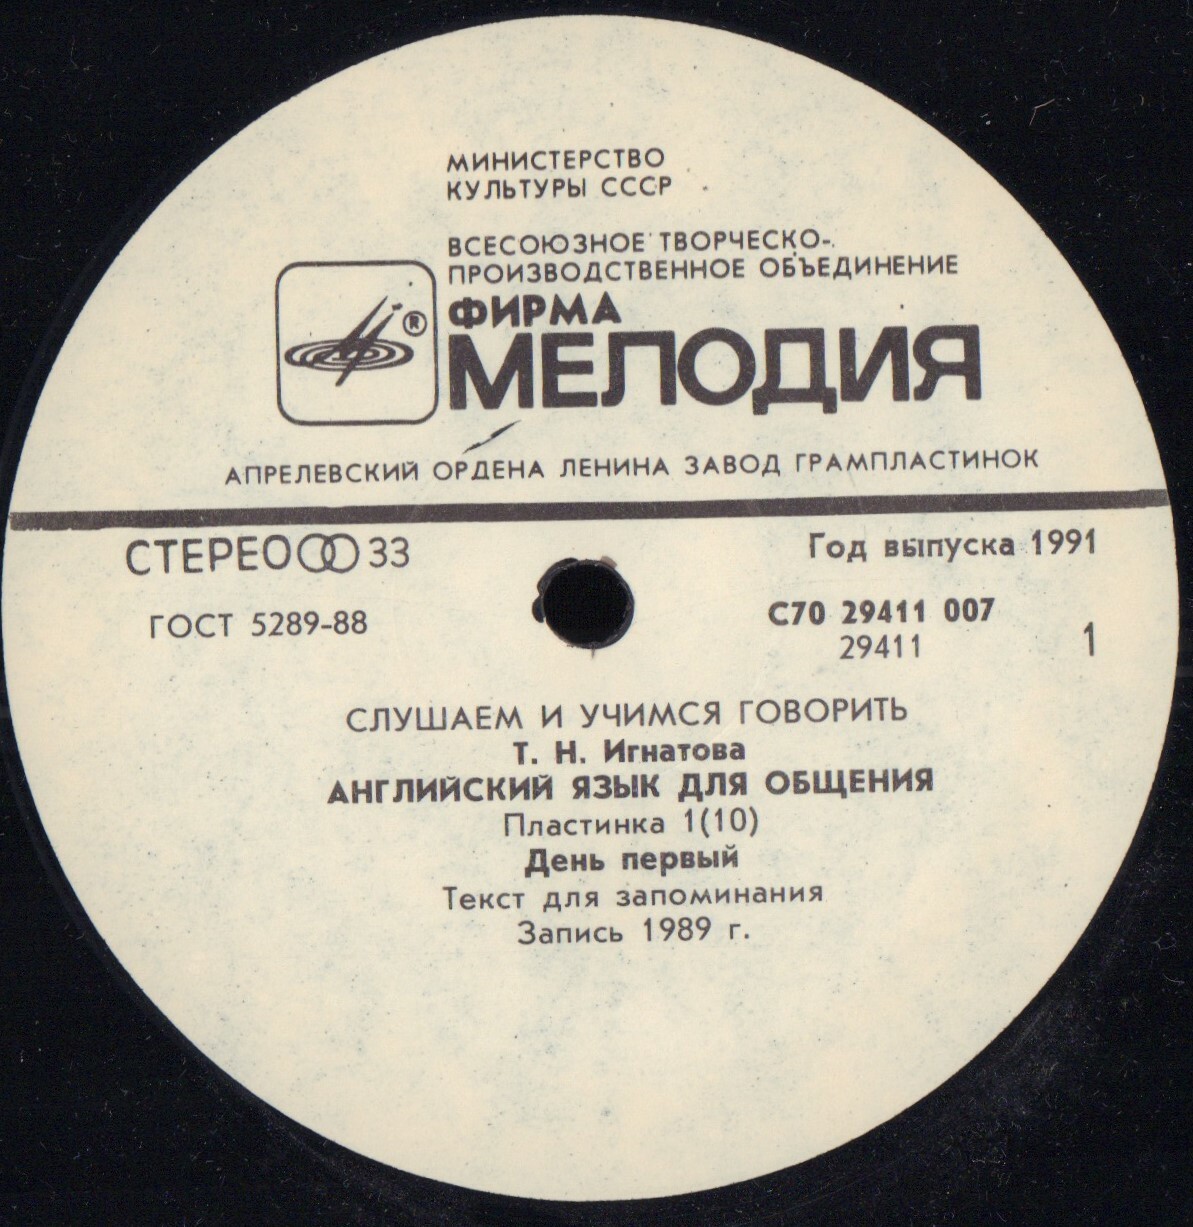 МИНИСТЕРСТВО
КУЛЬТУРЫ СССР
ВСЕСОЮЗНОЕ ТВОРЧЕСКО-
ПРОИЗВОДСТВЕННОЕ ОБЪЕДИНЕНИЕ
ФИРМА
®
МЕЛОДИЯ
АПРЕЛЕВСКИЙ ОРДЕНА ЛЕНИНА ЗАВОД ГРАМПЛАСТИНОК
СТЕРЕО 33
Год выпуска 1991
ГОСТ 5289-88
С70 29411 007
29411
1
СЛУШАЕМ И УЧИМСЯ ГОВОРИТЬ
Т. Н. Игнатова
АНГЛИЙСКИЙ ЯЗЫК ДЛЯ ОБЩЕНИЯ
Пластинка 1(10)
День первый
Текст для запоминания
Запись 1989 г.